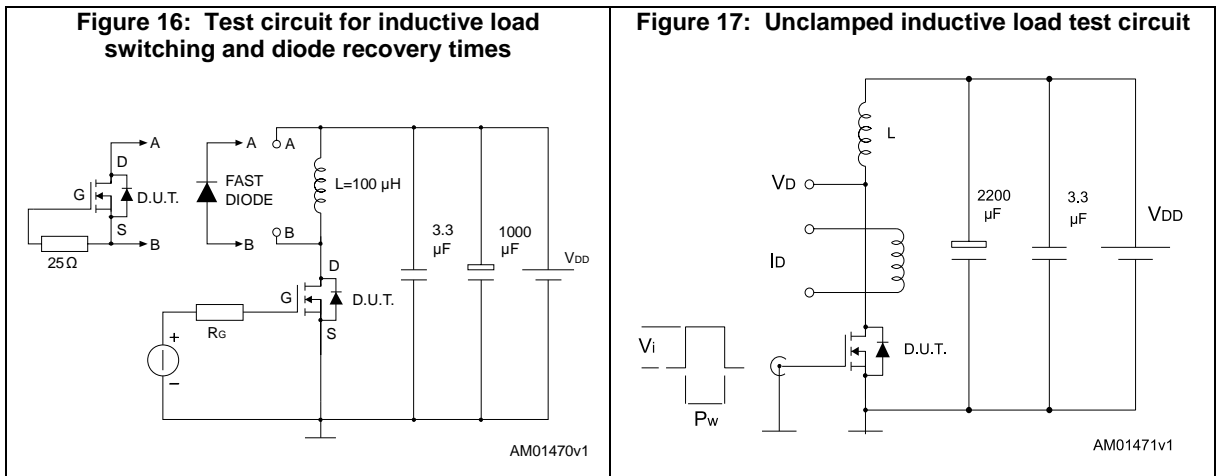 Figure 16: Test circuit for inductive load
switching and diode recovery times
A
A
A
D
G
D.U.T.
FAST
DIODE
L=100 µH
S
B
B
B
25Ω
3.3
µF
1000
µF
VDD
D
G
D.U.T.
S
RG
+
−
AM01470v1
Figure 17: Unclamped inductive load test circuit
L
VD
2200
µF
3.3
µF
VDD
ID
Vi
D.U.T.
Pw
AM01471v1